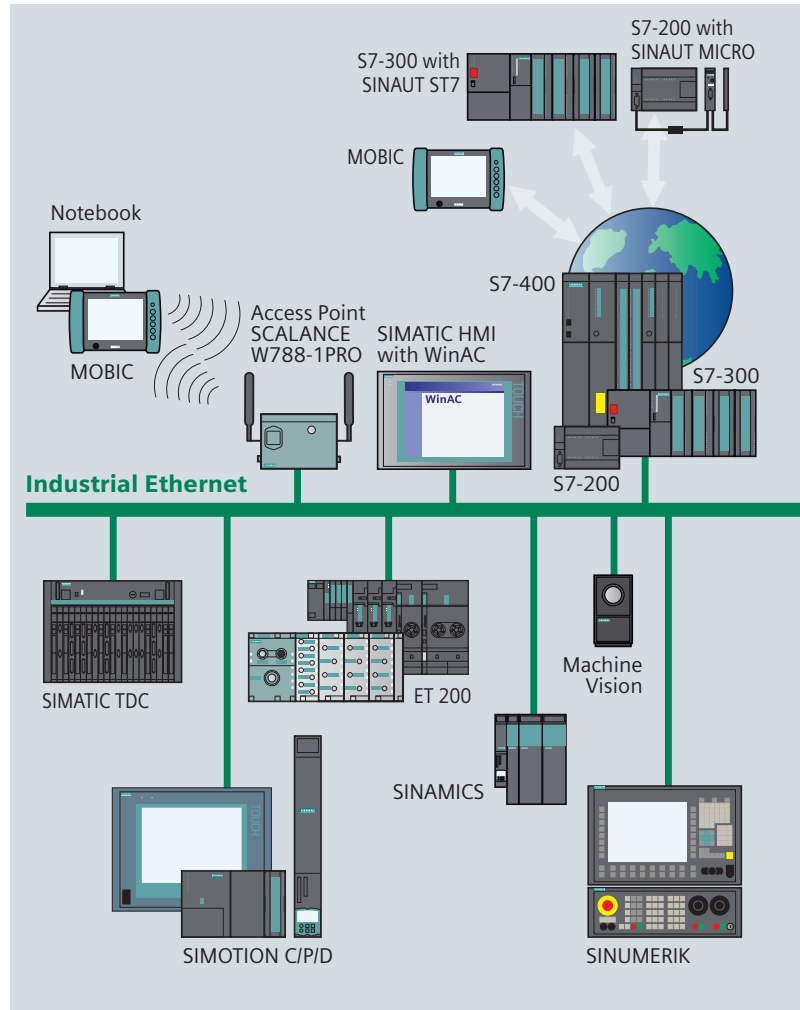 S7-200 with
SINAUT MICRO
S7-300 with
SINAUT ST7
MOBIC
Notebook
MOBIC
Access Point
SCALANCE
W788-1PRO
SIMATIC HMI
with WinAC
WinAC
TOUCH
S7-400
S7-300
S7-200
Industrial Ethernet
SIMATIC TDC
ET 200
Machine
Vision
SINAMICS
TOUCH
SIMOTION C/P/D
SINUMERIK